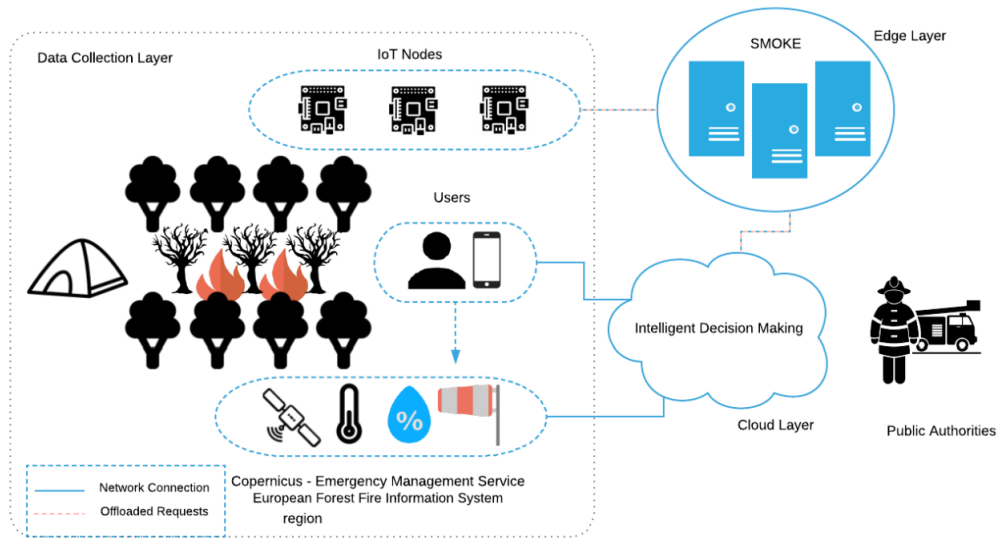 Data Collection Layer
IoT Nodes
SMOKE
Edge Layer
Users
Intelligent Decision Making
%
Cloud Layer
Public Authorities
Copernicus - Emergency Management Service
European Forest Fire Information System
region
Network Connection
Offloaded Requests